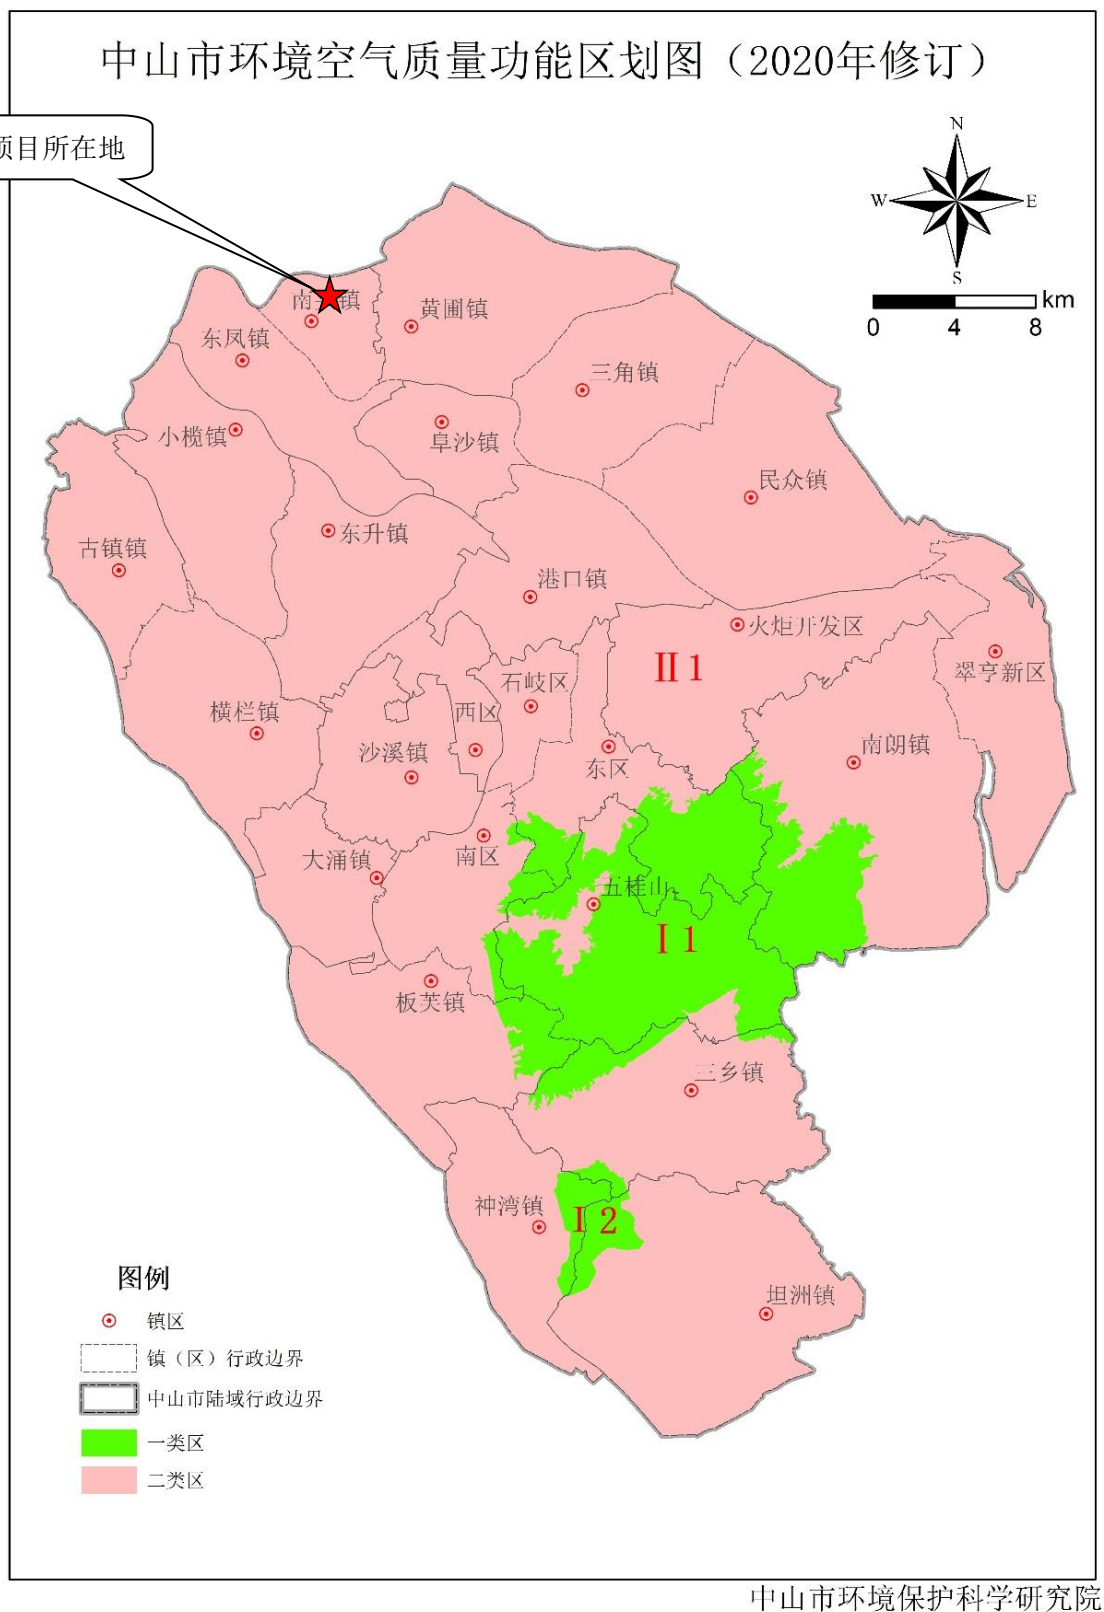 中山市环境空气质量功能区划图（2020年修订）
项目所在地
N
W
E
S
km
0 4 8
南头镇
黄圃镇
东凤镇
三角镇
小榄镇
阜沙镇
民众镇
东升镇
古镇镇
港口镇
火炬开发区
II 1
翠亨新区
石岐区
西区
横栏镇
南朗镇
沙溪镇
东区
南区
大涌镇
五桂山
I 1
板芙镇
三乡镇
神湾镇
I 2
坦洲镇
图例
镇区
镇（区）行政边界
中山市陆域行政边界
一类区
二类区
中山市环境保护科学研究院